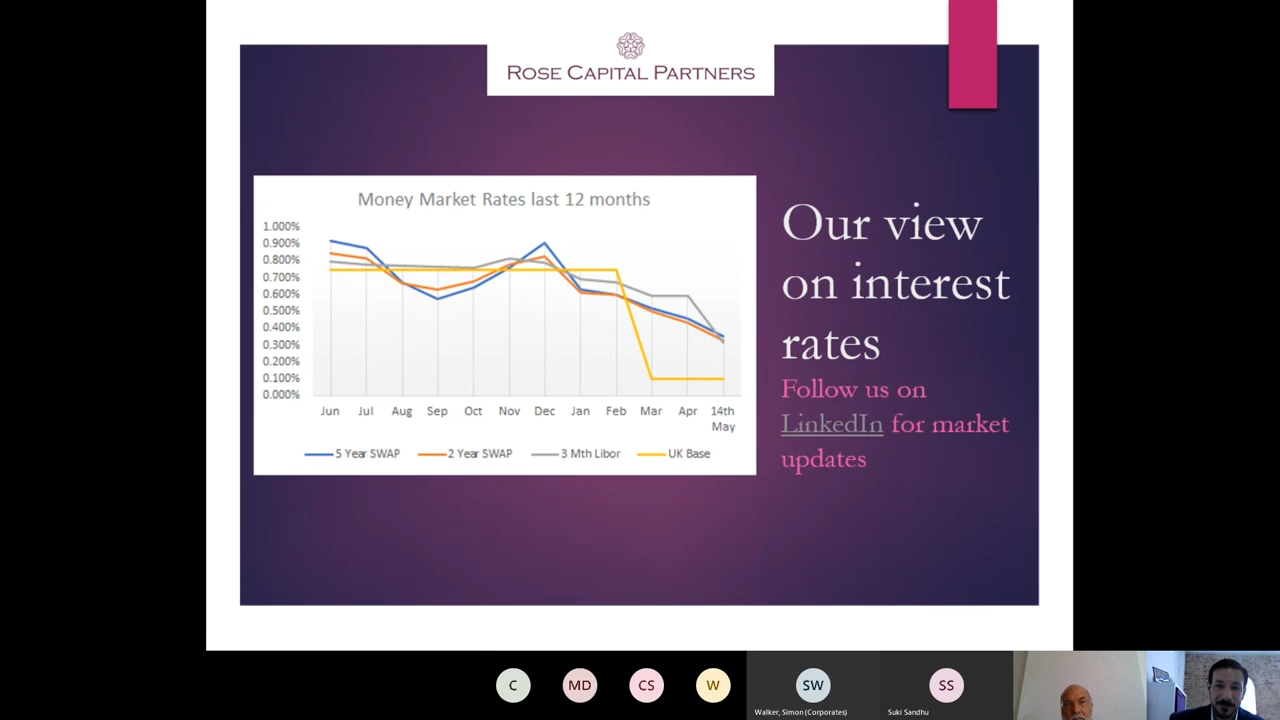 ROSE CAPITAL PARTNERS
Money Market Rates last 12 months
1.000%
0.900%
0.800%
0.700%
0.600%
0.500%
0.400%
0.300%
0.200%
0.100%
0.000%
Jun Jul Aug Sep Oct Nov Dec Jan Feb Mar Apr 14th
May
5 Year SWAP 2 Year SWAP 3 Mth Libor UK Base
Our view
on interest
rates
Follow us on
LinkedIn for market
updates
C MD CS W SW SS
Walker, Simon (Corporates) Suki Sandhu